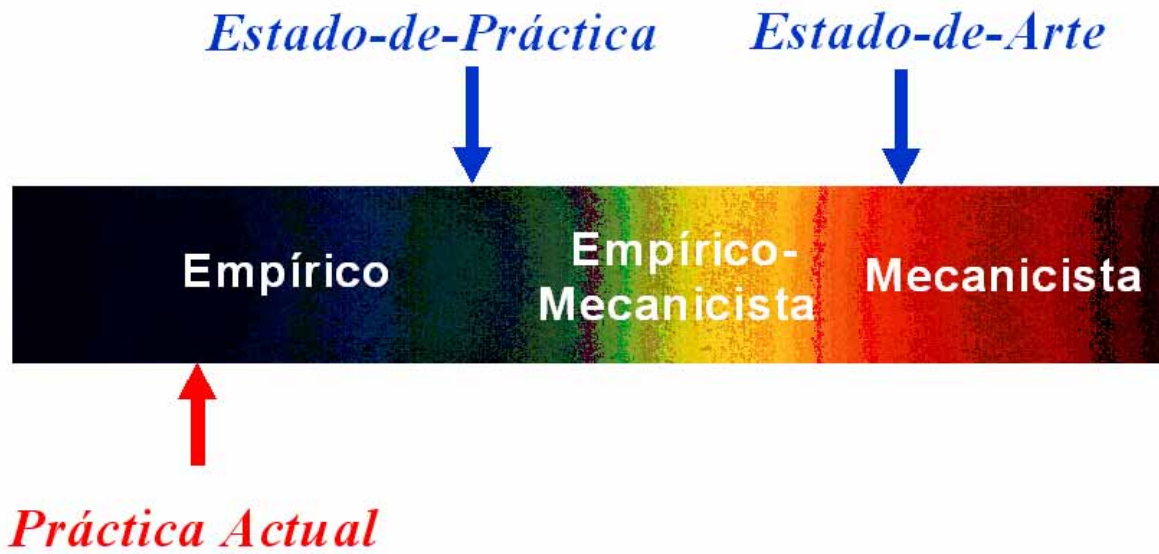 Estado-de-Práctica
Estado-de-Arte
Empírico
Empírico-
Mecanicista
Mecanicista
Práctica Actual